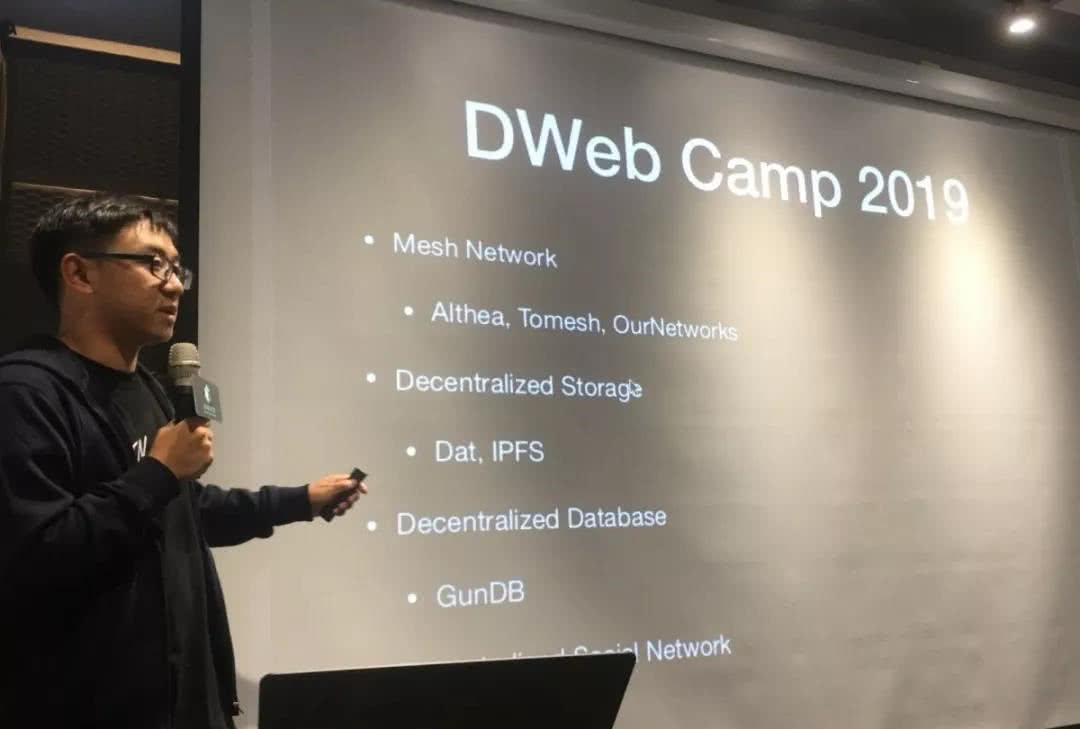 DWeb Camp 2019
• Mesh Network
• Althea, Tomesh, OurNetworks
• Decentralized Storage
• Dat, IPFS
• Decentralized Database
• GunDB
Social Network